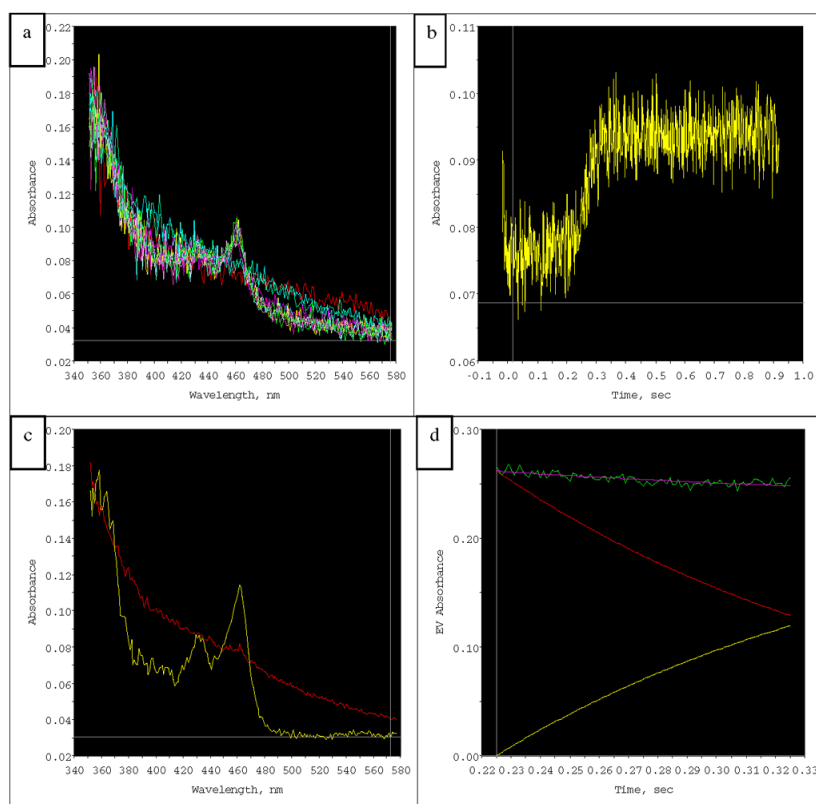 a
0.22
0.20
0.18
0.16
0.14
0.12
0.10
0.08
0.06
0.04
0.02
Absorbance
340 360 380 400 420 440 460 480 500 520 540 560 580
Wavelength, nm
b
0.11
0.10
0.09
0.08
0.07
0.06
Absorbance
-0.1 0.0 0.1 0.2 0.3 0.4 0.5 0.6 0.7 0.8 0.9 1.0
Time, sec
c
0.20
0.18
0.16
0.14
0.12
0.10
0.08
0.06
0.04
0.02
Absorbance
340 360 380 400 420 440 460 480 500 520 540 560 580
Wavelength, nm
d
0.30
0.20
0.10
0.00
EV Absorbance
0.22 0.23 0.24 0.25 0.26 0.27 0.28 0.29 0.30 0.31 0.32 0.33
Time, sec